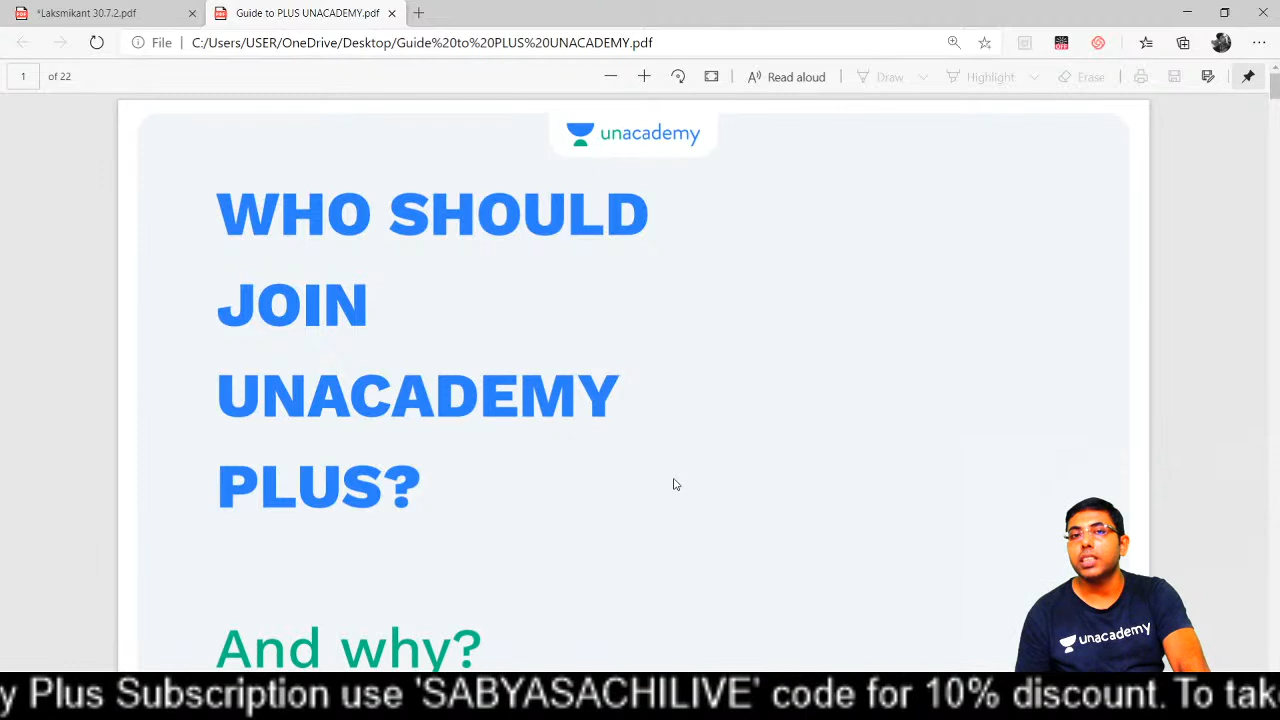 *Laksmikant 30.7.2.pdf
Guide to PLUS UNACADEMY.pdf
File
C:/Users/USER/OneDrive/Desktop/Guide%20to%20PLUS%20UNACADEMY.pdf
1 of 22
Read aloud
Draw
Highlight
Erase
OFF
unacademy
WHO SHOULD
JOIN
UNACADEMY
PLUS?
And why?
unacademy
y Plus Subscription use 'SABYASACHILIVE' code for 10% discount. To tak